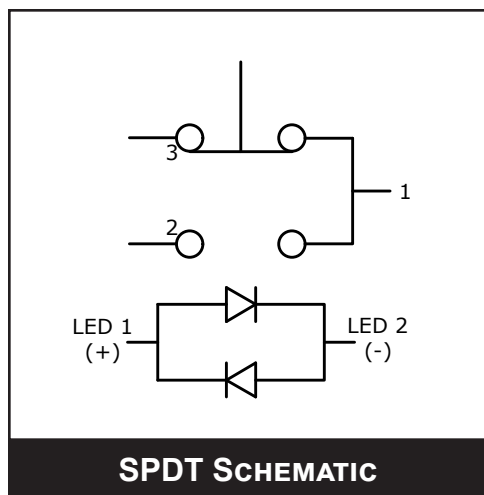 3
1
2
LED 1
(+)
LED 2
(-)
SPDT SCHEMATIC